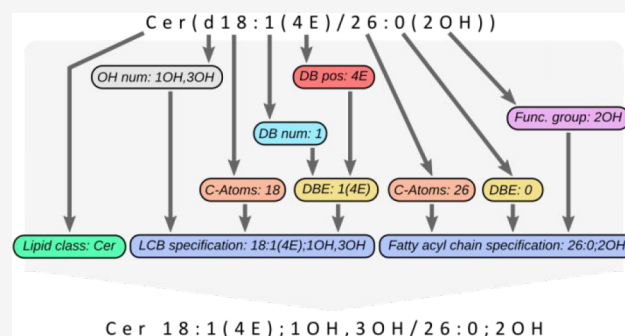 Cer(d18:1(4E)/26:0(2OH))
OH num: 1OH,3OH
DB pos: 4E
Func. group: 2OH
DB num: 1
C-Atoms: 18
DBE: 1(4E)
C-Atoms: 26
DBE: 0
Lipid class: Cer
LCB specification: 18:1(4E);1OH,3OH
Fatty acyl chain specification: 26:0;2OH
Cer 18:1(4E);1OH,3OH/26:0;2OH